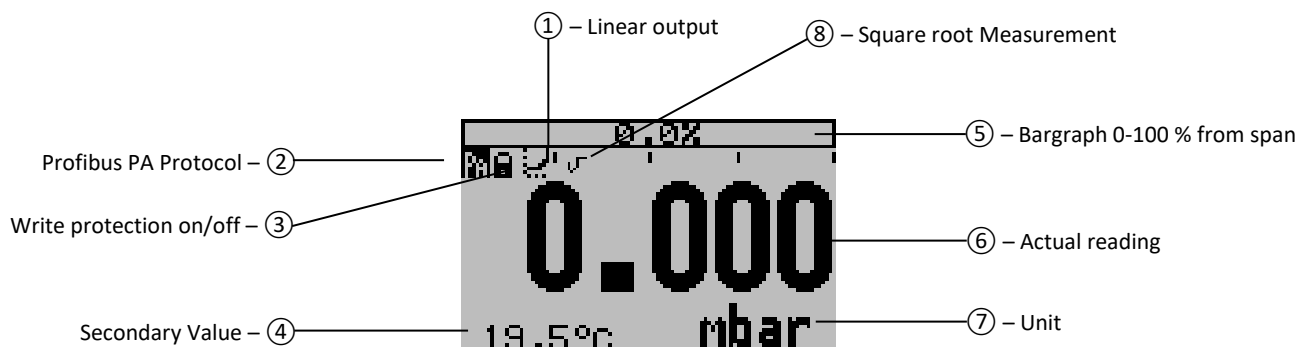 ① – Linear output
⑧ – Square root Measurement
0.0%
⑤ – Bargraph 0-100 % from span
Profibus PA Protocol – ②
Write protection on/off – ③
0.000
⑥ – Actual reading
Secondary Value – ④
19.5°C
mbar
⑦ – Unit